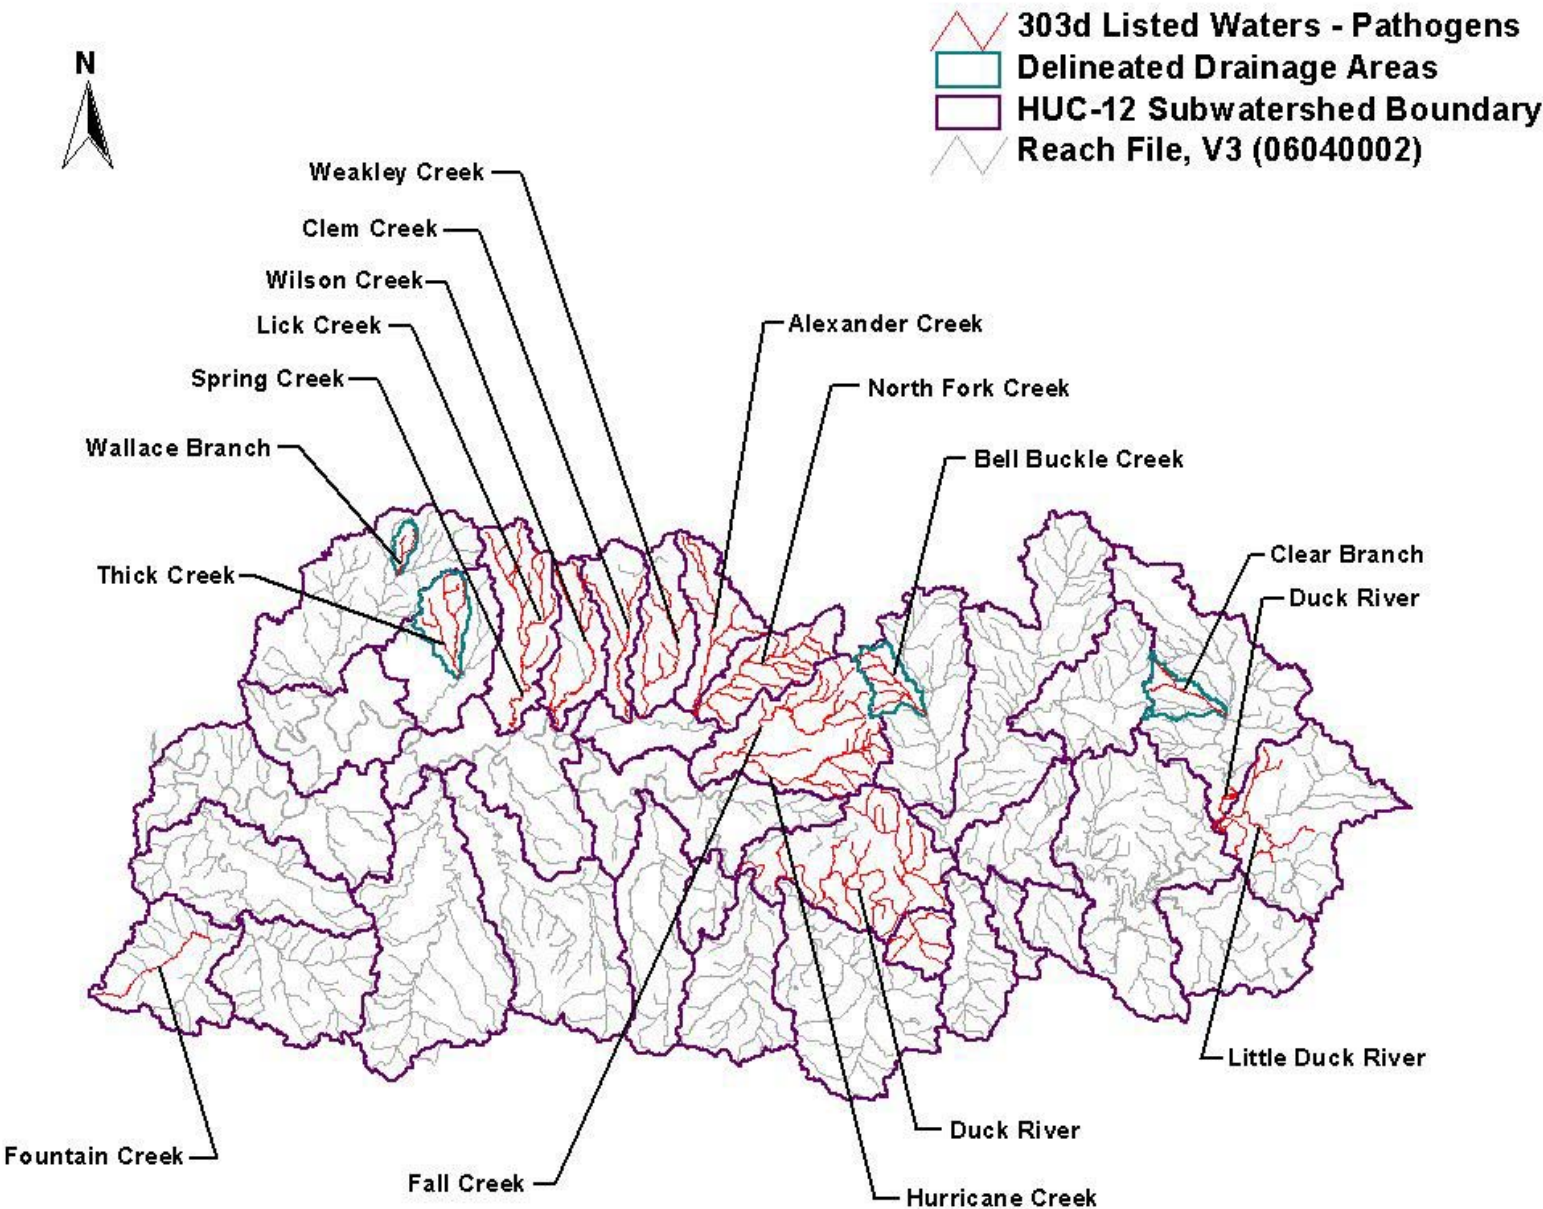 303d Listed Waters - Pathogens
Delineated Drainage Areas
HUC-12 Subwatershed Boundary
Reach File, V3 (06040002)
N
Weakley Creek
Clem Creek
Wilson Creek
Lick Creek
Alexander Creek
Spring Creek
North Fork Creek
Wallace Branch
Bell Buckle Creek
Clear Branch
Thick Creek
Duck River
Little Duck River
Duck River
Fountain Creek
Fall Creek
Hurricane Creek